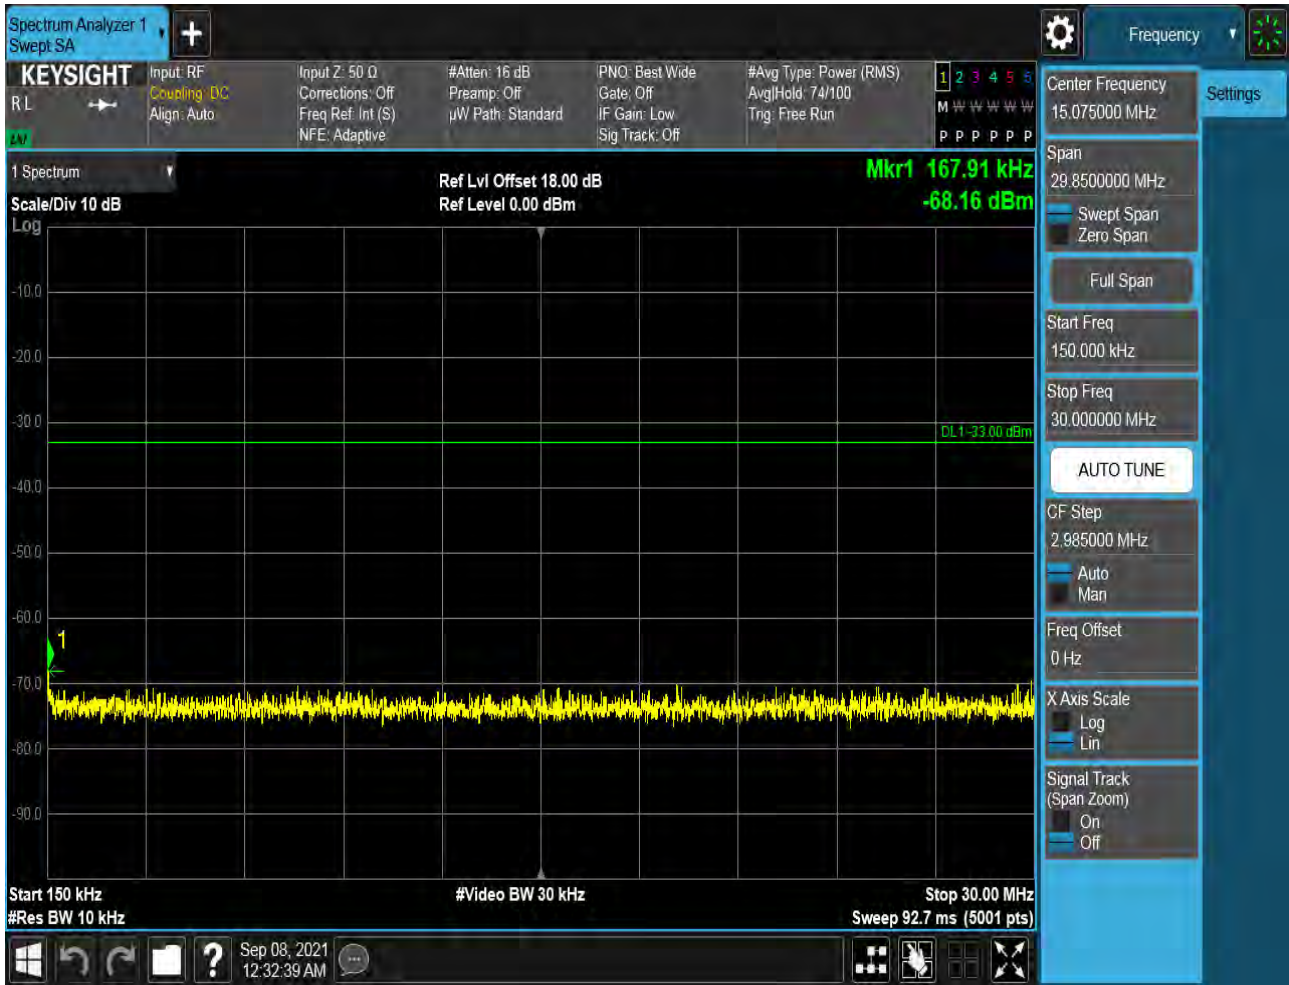 Spectrum Analyzer 1
Swept SA
Frequency
KEYSIGHT
R L
LNI
Input: RF
Coupling: DC
Align: Auto
Input Z: 50 Ω
Corrections: Off
Freq Ref: Int (S)
NFE: Adaptive
#Atten: 16 dB
Preamp: Off
µW Path: Standard
PNO: Best Wide
Gate: Off
IF Gain: Low
Sig Track: Off
#Avg Type: Power (RMS)
Avg|Hold: 74/100
Trig: Free Run
1 2 3 4 5 6
M W W W W W
P P P P P P
1 Spectrum
Scale/Div 10 dB
Log
Ref Lvl Offset 18.00 dB
Ref Level 0.00 dBm
Mkr1 167.91 kHz
-68.16 dBm
-10.0
-20.0
-30.0
DL1 -33.00 dBm
-40.0
-50.0
-60.0
1
-70.0
-80.0
-90.0
Start 150 kHz
#Res BW 10 kHz
#Video BW 30 kHz
Stop 30.00 MHz
Sweep 92.7 ms (5001 pts)
?
Sep 08, 2021
12:32:39 AM
Center Frequency
15.075000 MHz
Settings
Span
29.8500000 MHz
Swept Span
Zero Span
Full Span
Start Freq
150.000 kHz
Stop Freq
30.000000 MHz
AUTO TUNE
CF Step
2.985000 MHz
Auto
Man
Freq Offset
0 Hz
X Axis Scale
Log
Lin
Signal Track
(Span Zoom)
On
Off